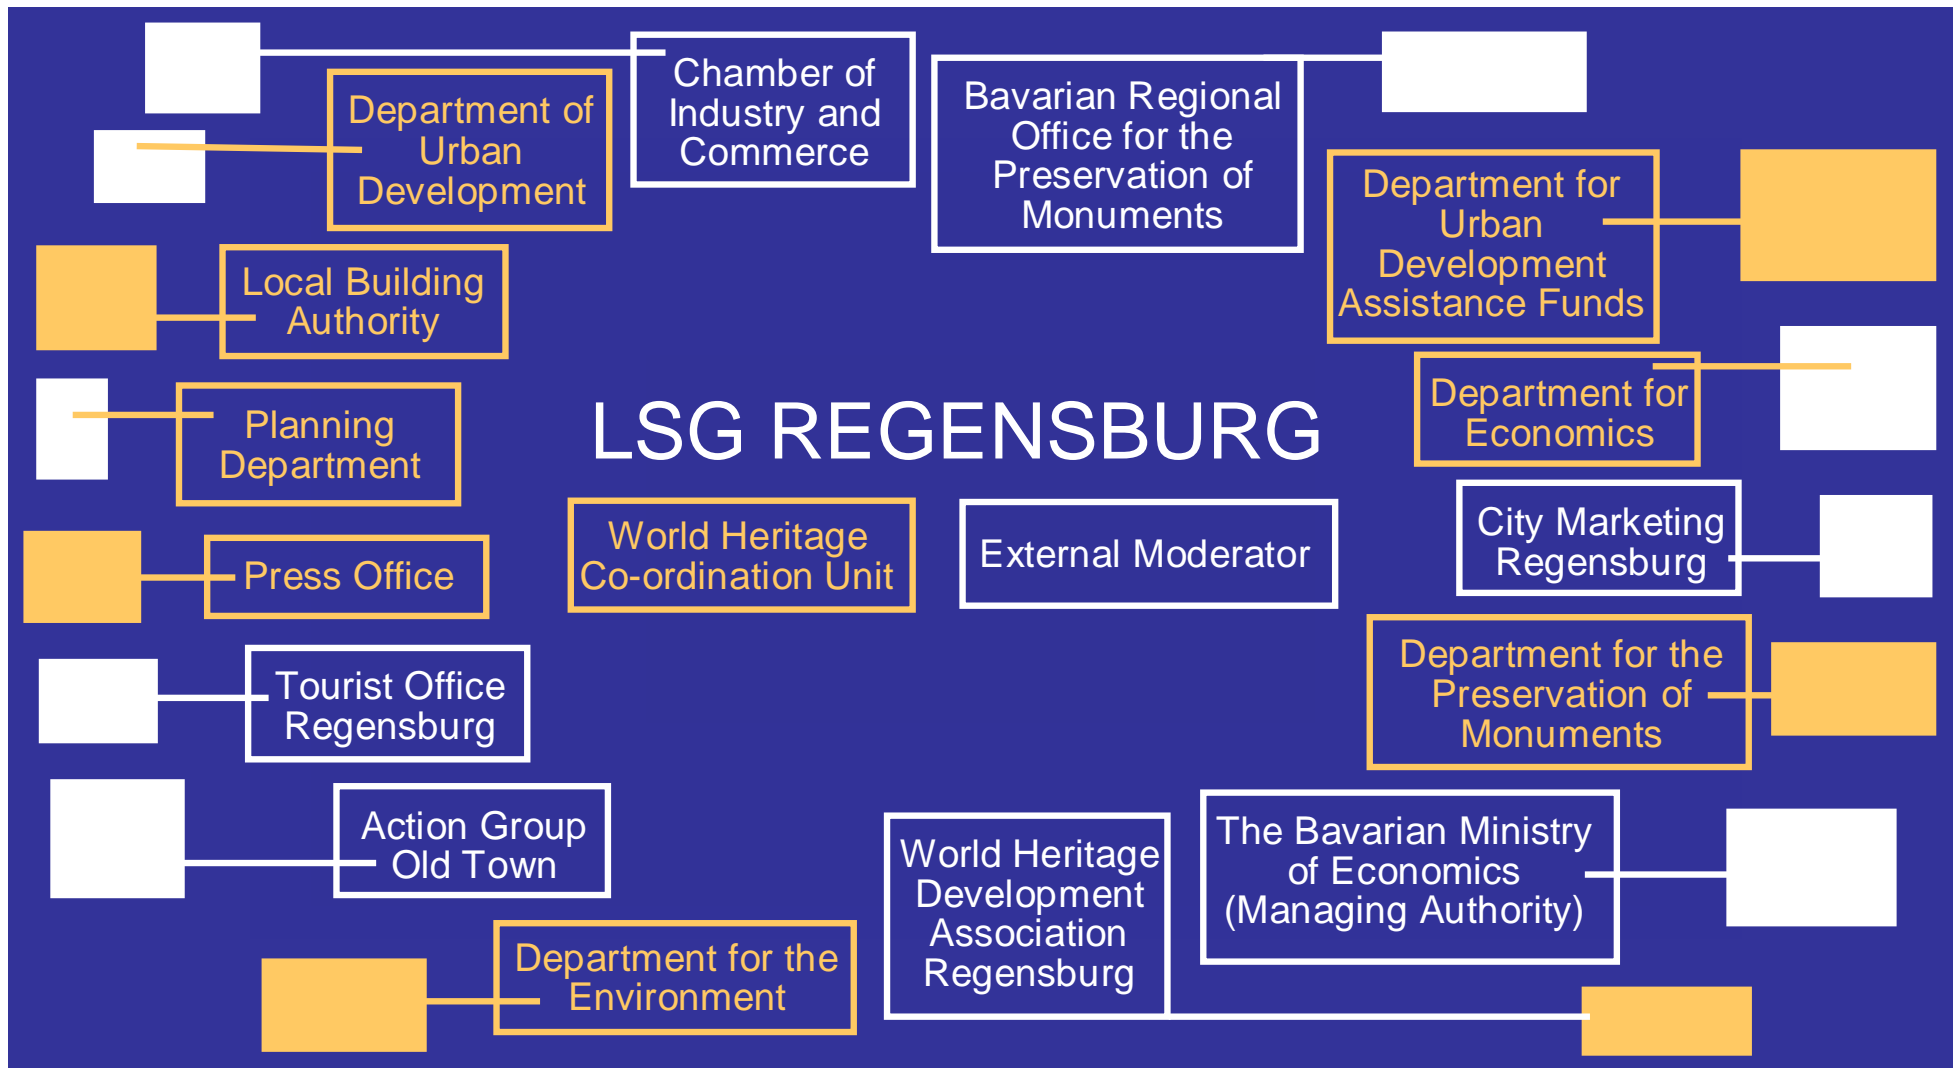 Chamber of
Industry and
Commerce
Bavarian Regional
Office for the
Preservation of
Monuments
Department of
Urban
Development
Department for
Urban
Development
Assistance Funds
Local Building
Authority
Department for
Economics
Planning
Department
LSG REGENSBURG
World Heritage
Co-ordination Unit
External Moderator
City Marketing
Regensburg
Press Office
Department for the
Preservation of
Monuments
Tourist Office
Regensburg
Action Group
Old Town
World Heritage
Development
Association
Regensburg
The Bavarian Ministry
of Economics
(Managing Authority)
Department for the
Environment